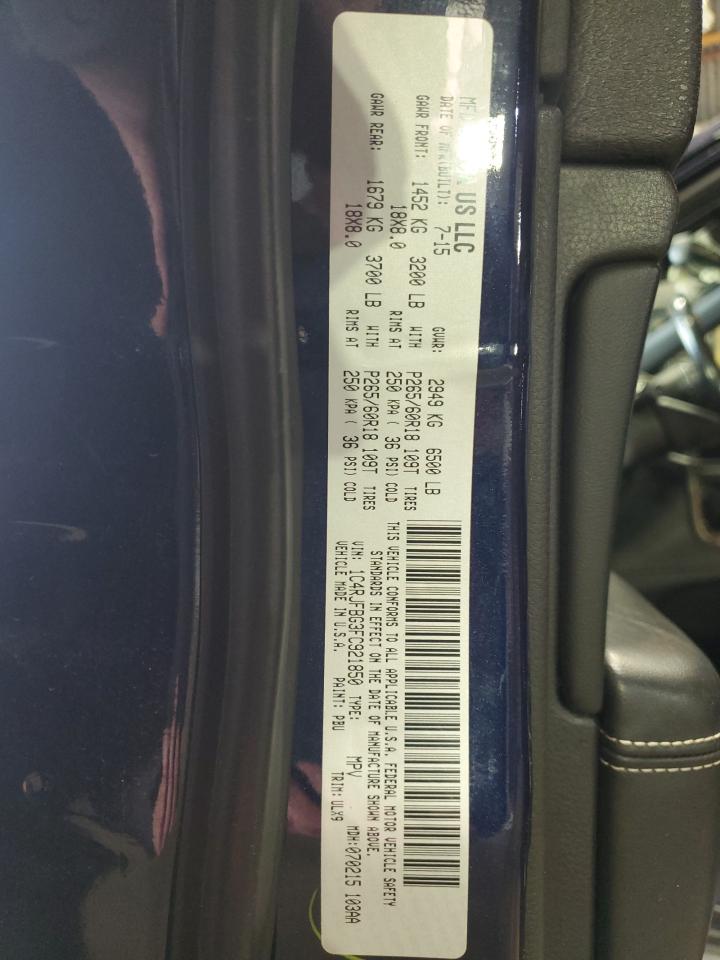 US LLC
DATE OF MFR(BUILT): 7-15 GVWR: 2949 KG 6500 LB
GAWR FRONT: 1452 KG 3200 LB WITH P265/60R18 109T TIRES
18X8.0 RIMS AT 250 KPA ( 36 PSI) COLD
GAWR REAR: 1679 KG 3700 LB WITH P265/60R18 109T TIRES
18X8.0 RIMS AT 250 KPA ( 36 PSI) COLD
THIS VEHICLE CONFORMS TO ALL APPLICABLE U.S.A. FEDERAL MOTOR VEHICLE SAFETY
STANDARDS IN EFFECT ON THE DATE OF MANUFACTURE SHOWN ABOVE.
VIN: 1C4RJFBG3FC921850 TYPE: MPV MDH:070215 103AA
VEHICLE MADE IN U.S.A. PAINT: PBU TRIM: ULX9